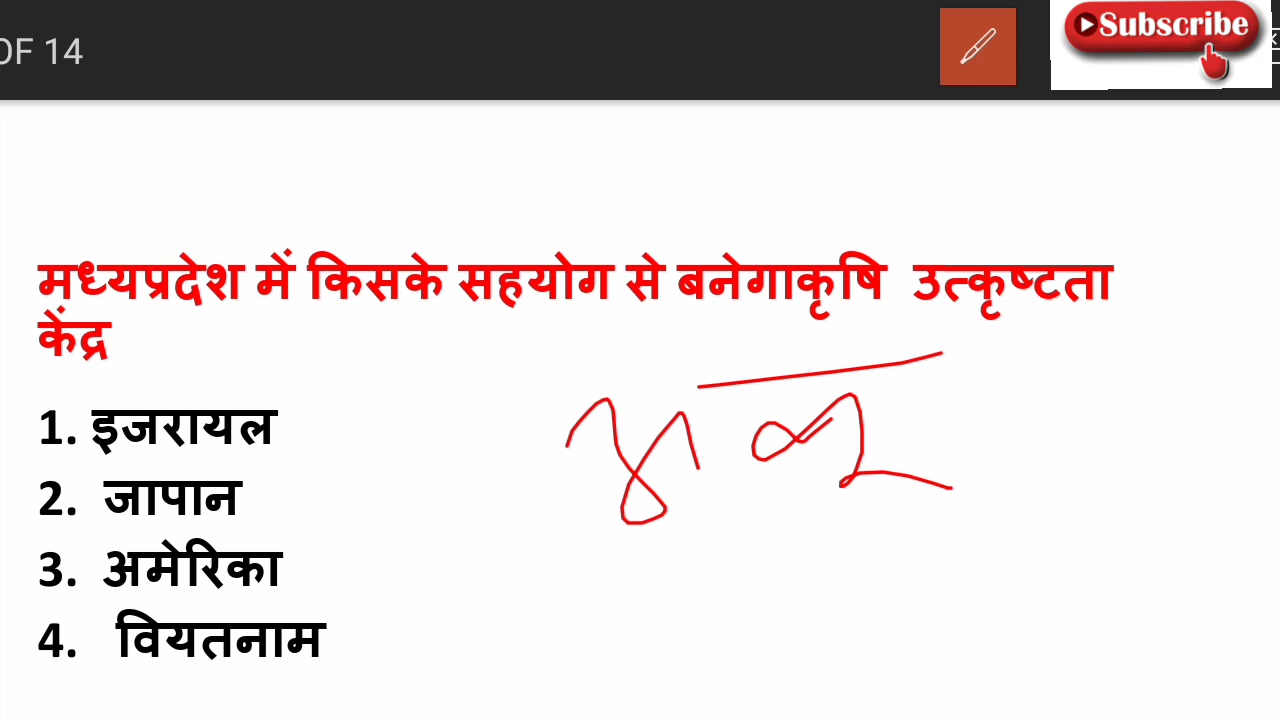 OF 14
Subscribe
मध्यप्रदेश में किसके सहयोग से बनेगाकृषि उत्कृष्टता
केंद्र
1. इजरायल
2. जापान
3. अमेरिका
4. वियतनाम